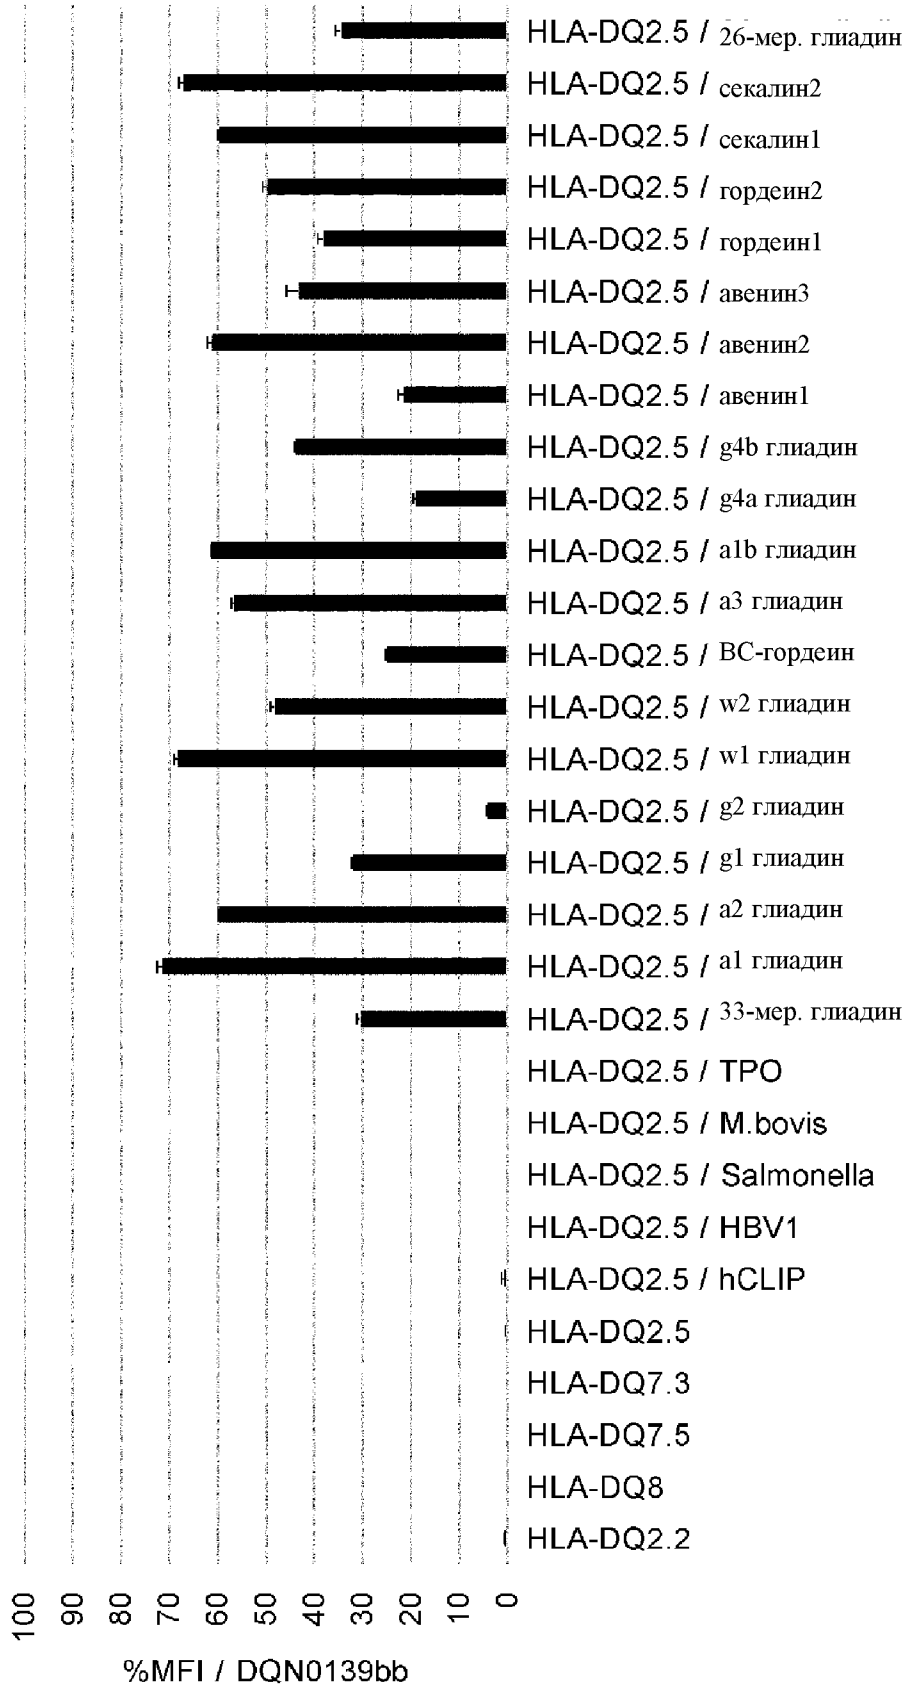 HLA-DQ2.5 / 26-мер. глиадин
HLA-DQ2.5 / секалин2
HLA-DQ2.5 / секалин1
HLA-DQ2.5 / гордеин2
HLA-DQ2.5 / гордеин1
HLA-DQ2.5 / авенин3
HLA-DQ2.5 / авенин2
HLA-DQ2.5 / авенин1
HLA-DQ2.5 / g4b глиадин
HLA-DQ2.5 / g4a глиадин
HLA-DQ2.5 / a1b глиадин
HLA-DQ2.5 / a3 глиадин
HLA-DQ2.5 / BC-гордеин
HLA-DQ2.5 / w2 глиадин
HLA-DQ2.5 / w1 глиадин
HLA-DQ2.5 / g2 глиадин
HLA-DQ2.5 / g1 глиадин
HLA-DQ2.5 / a2 глиадин
HLA-DQ2.5 / a1 глиадин
HLA-DQ2.5 / 33-мер. глиадин
HLA-DQ2.5 / TPO
HLA-DQ2.5 / M.bovis
HLA-DQ2.5 / Salmonella
HLA-DQ2.5 / HBV1
HLA-DQ2.5 / hCLIP
HLA-DQ2.5
HLA-DQ7.3
HLA-DQ7.5
HLA-DQ8
HLA-DQ2.2
100 90 80 70 60 50 40 30 20 10 0
%MFI / DQN0139bb